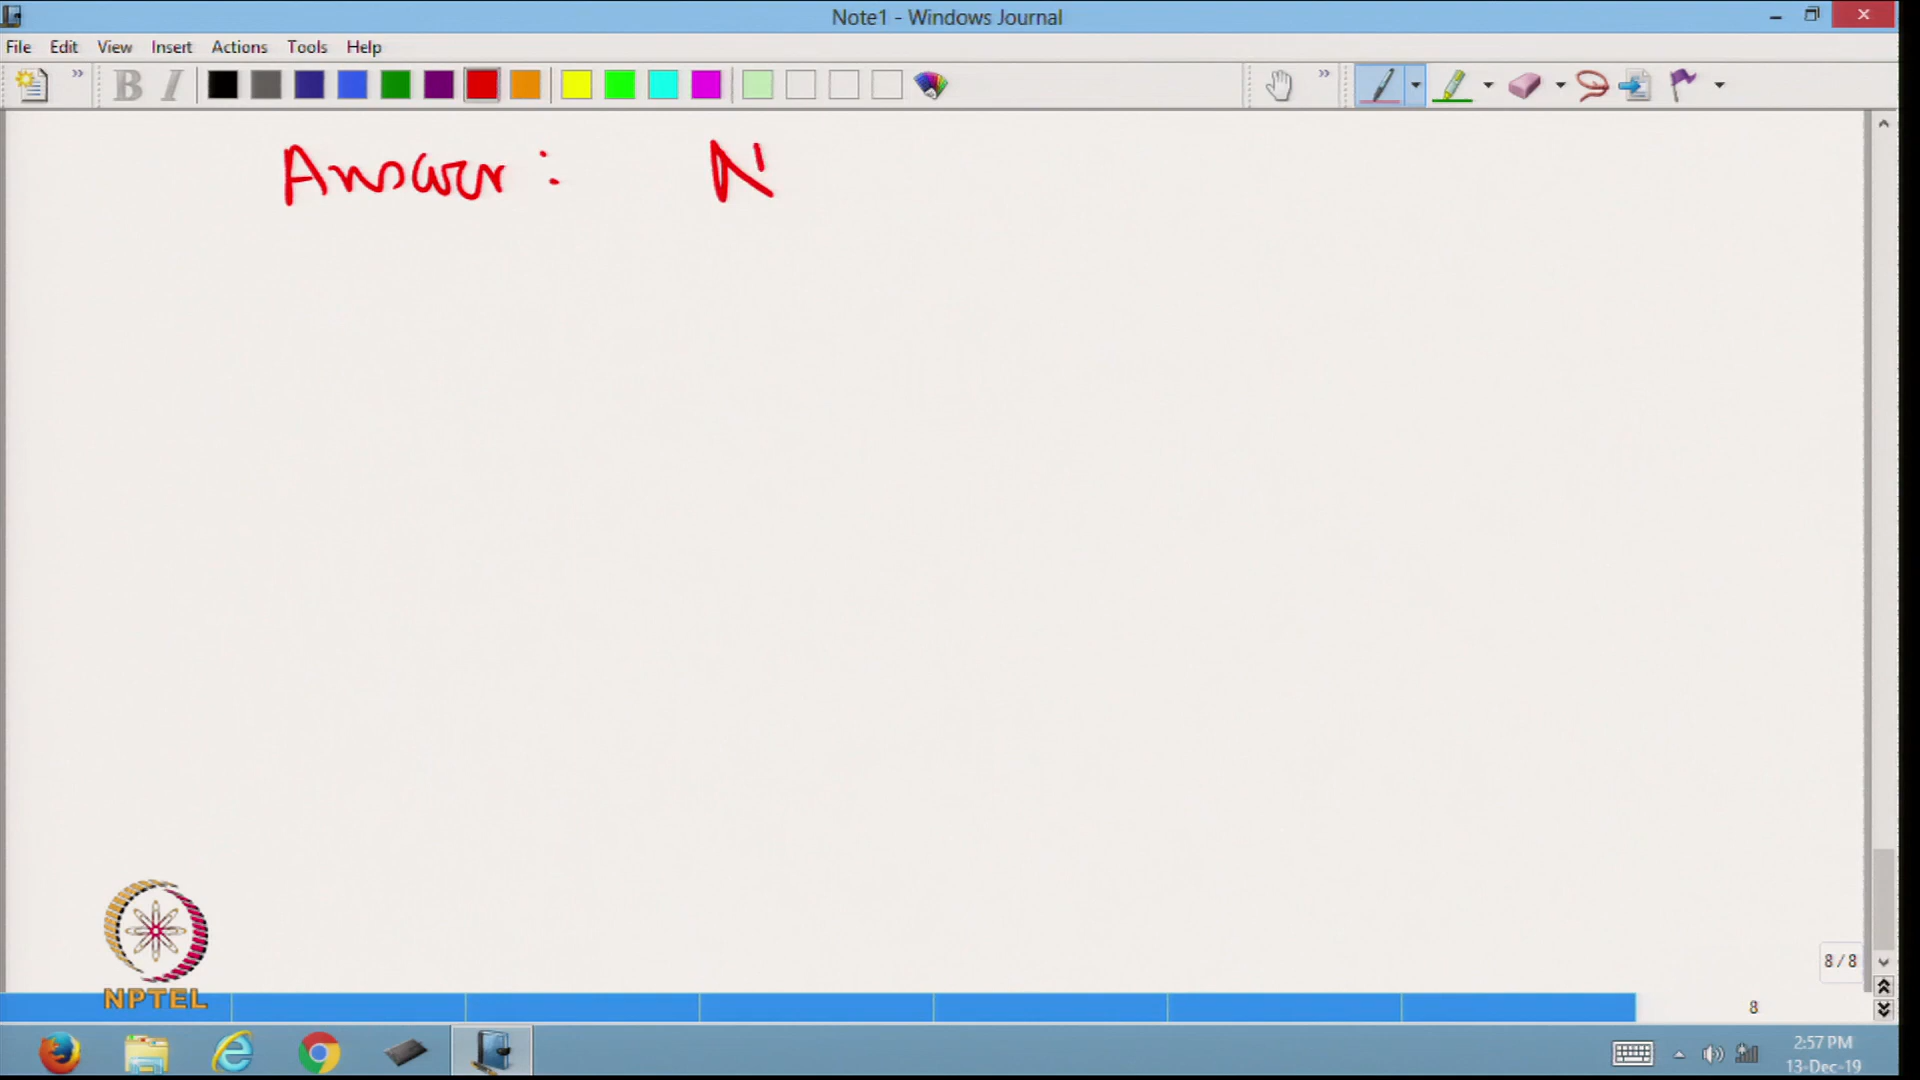 Note1 - Windows Journal
File Edit View Insert Actions Tools Help
B I
Answer : N
8 / 8
NPTEL
8
2:57 PM
13-Dec-19